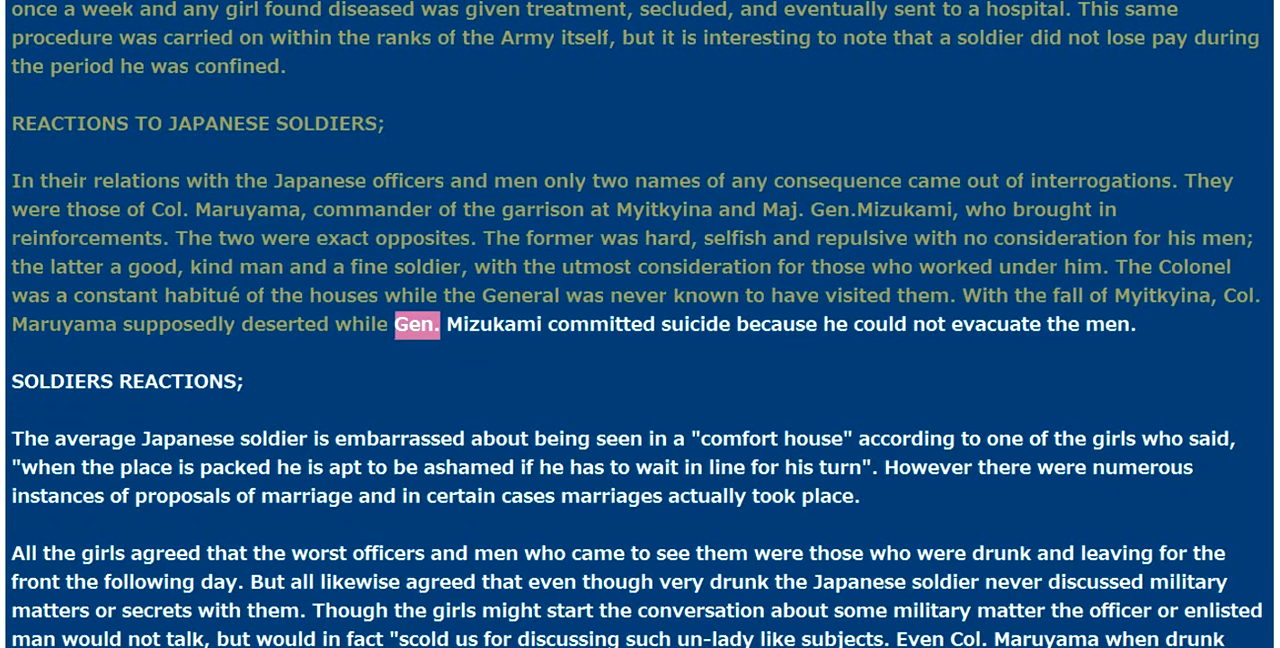 once a week and any girl found diseased was given treatment, secluded, and eventually sent to a hospital. This same
procedure was carried on within the ranks of the Army itself, but it is interesting to note that a soldier did not lose pay during
the period he was confined.
REACTIONS TO JAPANESE SOLDIERS;
In their relations with the Japanese officers and men only two names of any consequence came out of interrogations. They
were those of Col. Maruyama, commander of the garrison at Myitkyina and Maj. Gen.Mizukami, who brought in
reinforcements. The two were exact opposites. The former was hard, selfish and repulsive with no consideration for his men;
the latter a good, kind man and a fine soldier, with the utmost consideration for those who worked under him. The Colonel
was a constant habitué of the houses while the General was never known to have visited them. With the fall of Myitkyina, Col.
Maruyama supposedly deserted while Gen. Mizukami committed suicide because he could not evacuate the men.
SOLDIERS REACTIONS;
The average Japanese soldier is embarrassed about being seen in a "comfort house" according to one of the girls who said,
"when the place is packed he is apt to be ashamed if he has to wait in line for his turn". However there were numerous
instances of proposals of marriage and in certain cases marriages actually took place.
All the girls agreed that the worst officers and men who came to see them were those who were drunk and leaving for the
front the following day. But all likewise agreed that even though very drunk the Japanese soldier never discussed military
matters or secrets with them. Though the girls might start the conversation about some military matter the officer or enlisted
man would not talk, but would in fact "scold us for discussing such un-lady like subjects. Even Col. Maruyama when drunk